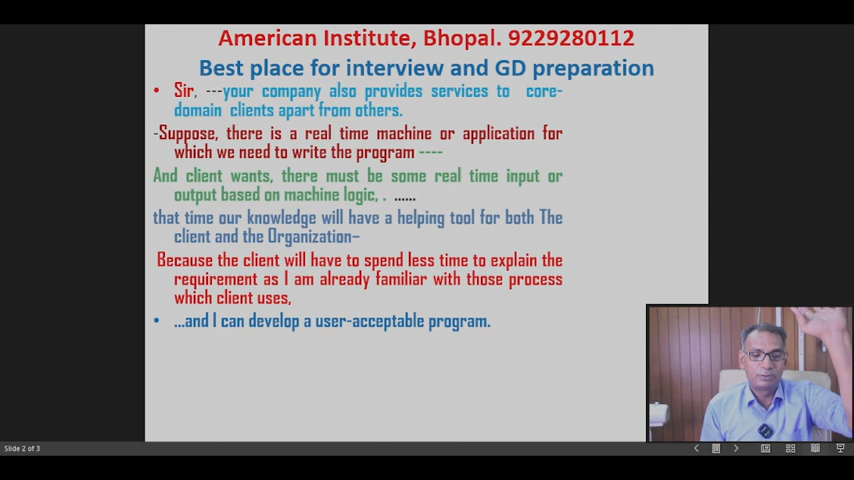 American Institute, Bhopal. 9229280112
Best place for interview and GD preparation
• Sir, ---your company also provides services to core-
domain clients apart from others.
-Suppose, there is a real time machine or application for
which we need to write the program ----
And client wants, there must be some real time input or
output based on machine logic, . ......
that time our knowledge will have a helping tool for both The
client and the Organization–
Because the client will have to spend less time to explain the
requirement as I am already familiar with those process
which client uses,
• ...and I can develop a user-acceptable program.
Slide 2 of 3